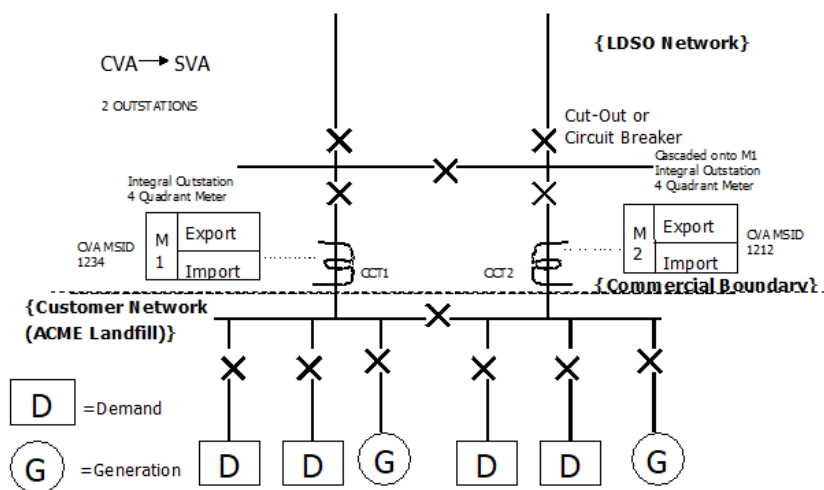 {LDSO Network}
CVA → SVA
2 OUTSTATIONS
Cut-Out or
Circuit Breaker
Cascaded onto M1
Integral Outstation
4 Quadrant Meter
Integral Outstation
4 Quadrant Meter
CVA MSID
1234
M
1
Export
Import
CCT1
CCT2
M
2
Export
Import
CVA MSID
1212
{Commercial Boundary}
{Customer Network
(ACME Landfill)}
D =Demand
G =Generation
D
D
G
D
D
G